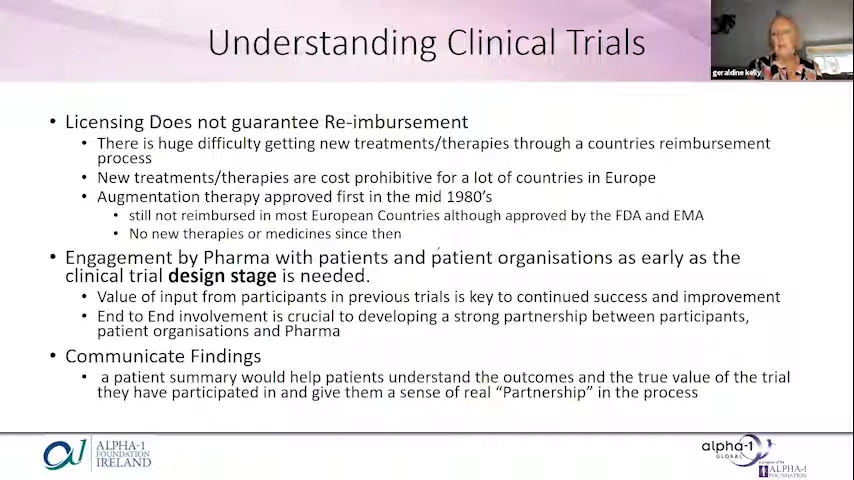 Understanding Clinical Trials
geraldine kelly
• Licensing Does not guarantee Re-imbursement
• There is huge difficulty getting new treatments/therapies through a countries reimbursement
process
• New treatments/therapies are cost prohibitive for a lot of countries in Europe
• Augmentation therapy approved first in the mid 1980’s
• still not reimbursed in most European Countries although approved by the FDA and EMA
• No new therapies or medicines since then
• Engagement by Pharma with patients and patient organisations as early as the
clinical trial design stage is needed.
• Value of input from participants in previous trials is key to continued success and improvement
• End to End involvement is crucial to developing a strong partnership between participants,
patient organisations and Pharma
• Communicate Findings
• a patient summary would help patients understand the outcomes and the true value of the trial
they have participated in and give them a sense of real “Partnership” in the process
ALPHA-1
FOUNDATION
IRELAND
alpha-1
GLOBAL
a program of the
ALPHA-1
FOUNDATION